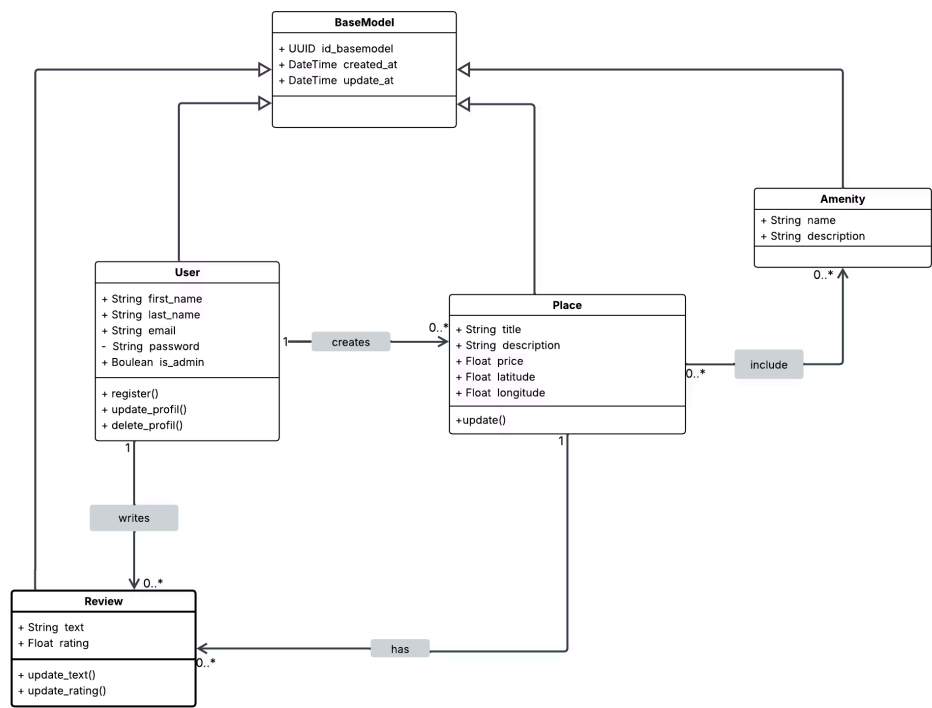 BaseModel
+ UUID id_basemodel
+ DateTime created_at
+ DateTime update_at
Amenity
+ String name
+ String description
0..*
User
+ String first_name
+ String last_name
+ String email
- String password
+ Boulean is_admin
+ register()
+ update_profil()
+ delete_profil()
1
creates
0..*
Place
+ String title
+ String description
+ Float price
+ Float latitude
+ Float longitude
+update()
0..*
include
1
writes
0..*
1
has
0..*
Review
+ String text
+ Float rating
+ update_text()
+ update_rating()